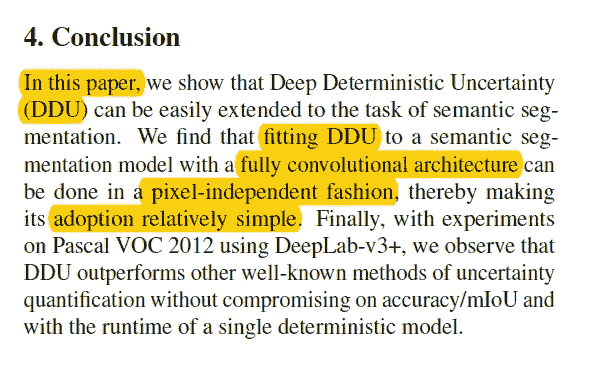 4. Conclusion
In this paper, we show that Deep Deterministic Uncertainty
(DDU) can be easily extended to the task of semantic seg-
mentation. We find that fitting DDU to a semantic seg-
mentation model with a fully convolutional architecture can
be done in a pixel-independent fashion, thereby making
its adoption relatively simple. Finally, with experiments
on Pascal VOC 2012 using DeepLab-v3+, we observe that
DDU outperforms other well-known methods of uncertainty
quantification without compromising on accuracy/mIoU and
with the runtime of a single deterministic model.